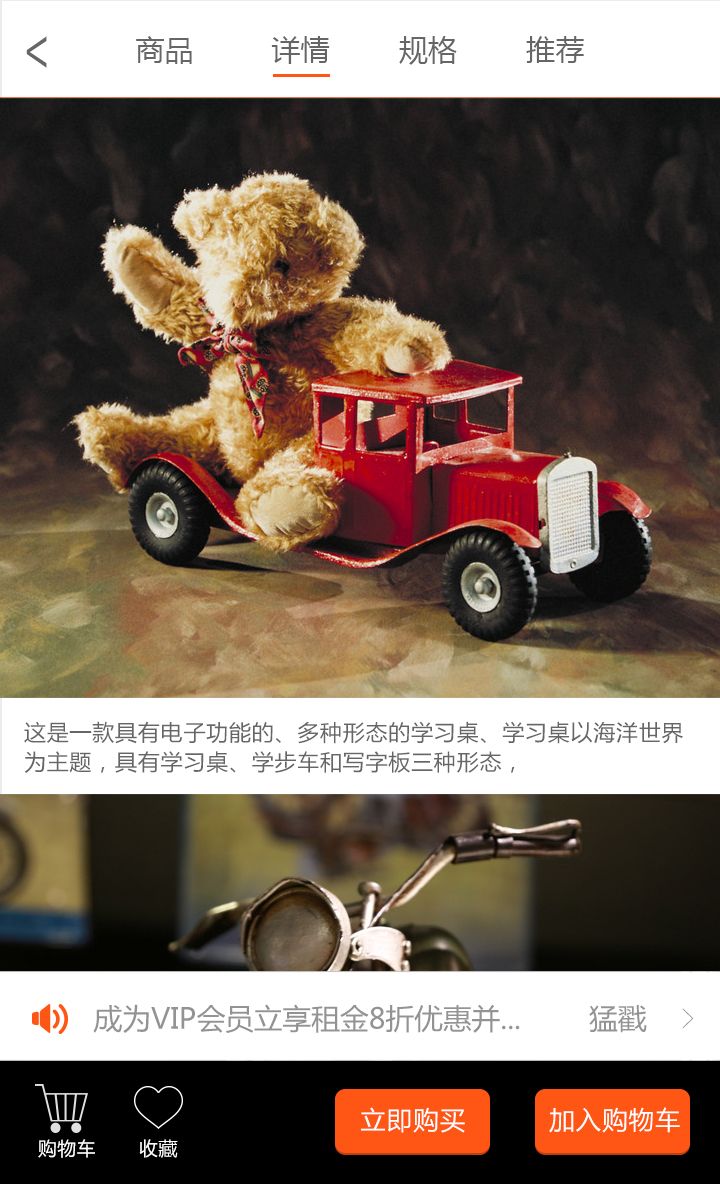 商品 详情 规格 推荐
这是一款具有电子功能的、多种形态的学习桌、学习桌以海洋世界
为主题，具有学习桌、学步车和写字板三种形态，
成为VIP会员立享租金8折优惠并... 猛戳
购物车 收藏 立即购买 加入购物车